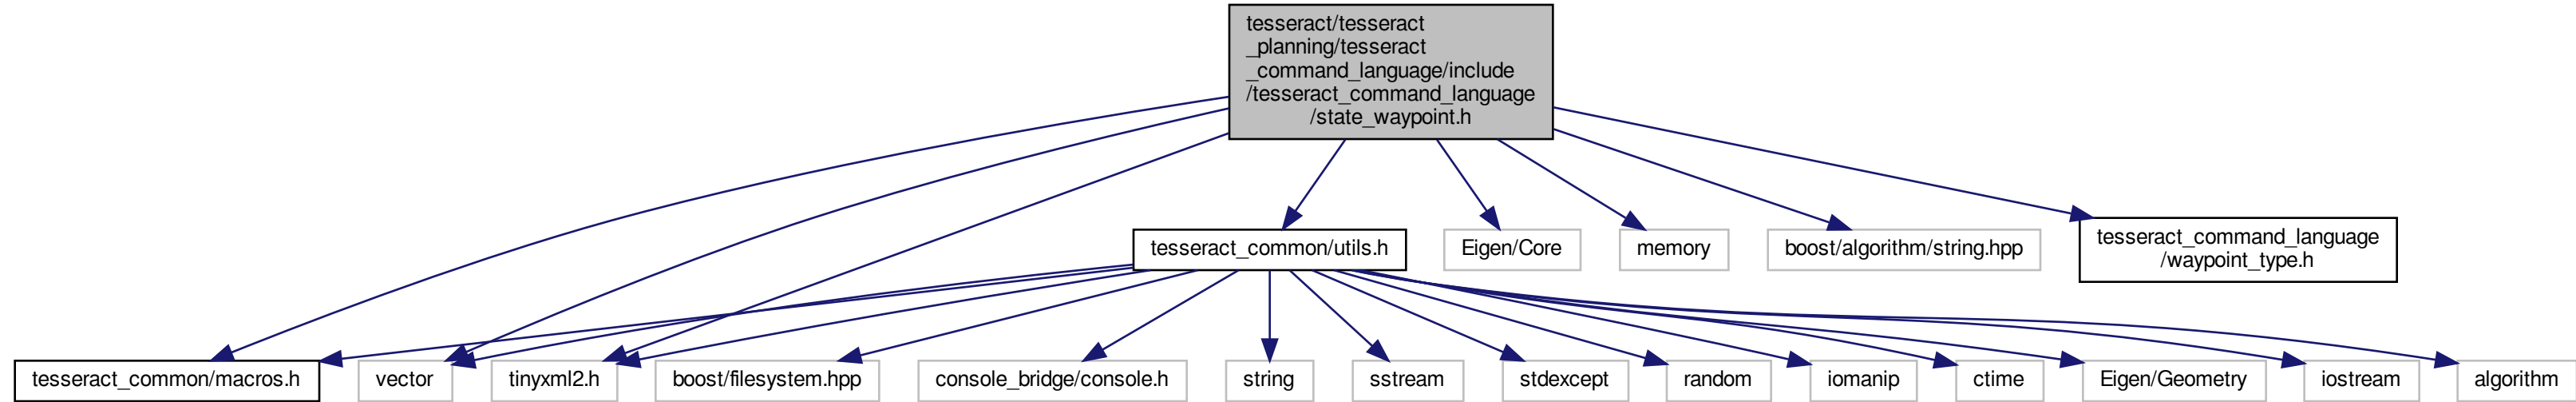 tesseract/tesseract
_planning/tesseract
_command_language/include
/tesseract_command_language
/state_waypoint.h
tesseract_common/utils.h
Eigen/Core
memory
boost/algorithm/string.hpp
tesseract_command_language
/waypoint_type.h
tesseract_common/macros.h
vector
tinyxml2.h
boost/filesystem.hpp
console_bridge/console.h
string
sstream
stdexcept
random
iomanip
ctime
Eigen/Geometry
iostream
algorithm